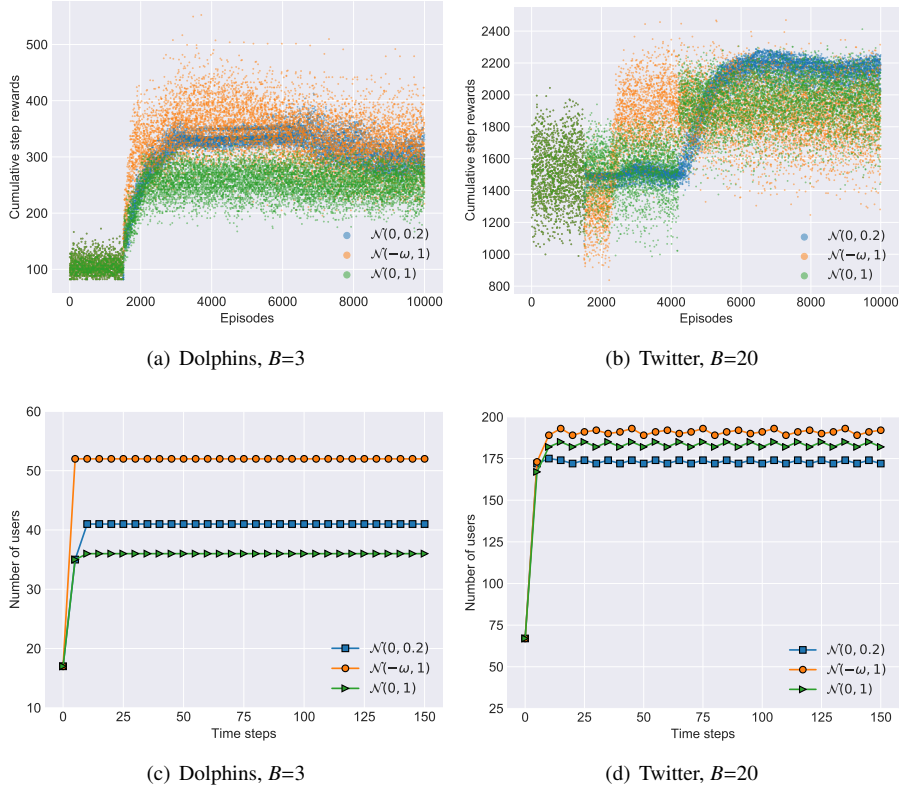 500
400
300
200
100
Cumulative step rewards
0
2000
4000
6000
8000
10000
Episodes
𝒩(0, 0.2)
𝒩(−ω, 1)
𝒩(0, 1)
(a) Dolphins, B=3
2400
2200
2000
1800
1600
1400
1200
1000
800
Cumulative step rewards
0
2000
4000
6000
8000
10000
Episodes
𝒩(0, 0.2)
𝒩(−ω, 1)
𝒩(0, 1)
(b) Twitter, B=20
60
50
40
30
20
10
Number of users
0
25
50
75
100
125
150
Time steps
𝒩(0, 0.2)
𝒩(−ω, 1)
𝒩(0, 1)
(c) Dolphins, B=3
200
175
150
125
100
75
50
25
Number of users
0
25
50
75
100
125
150
Time steps
𝒩(0, 0.2)
𝒩(−ω, 1)
𝒩(0, 1)
(d) Twitter, B=20